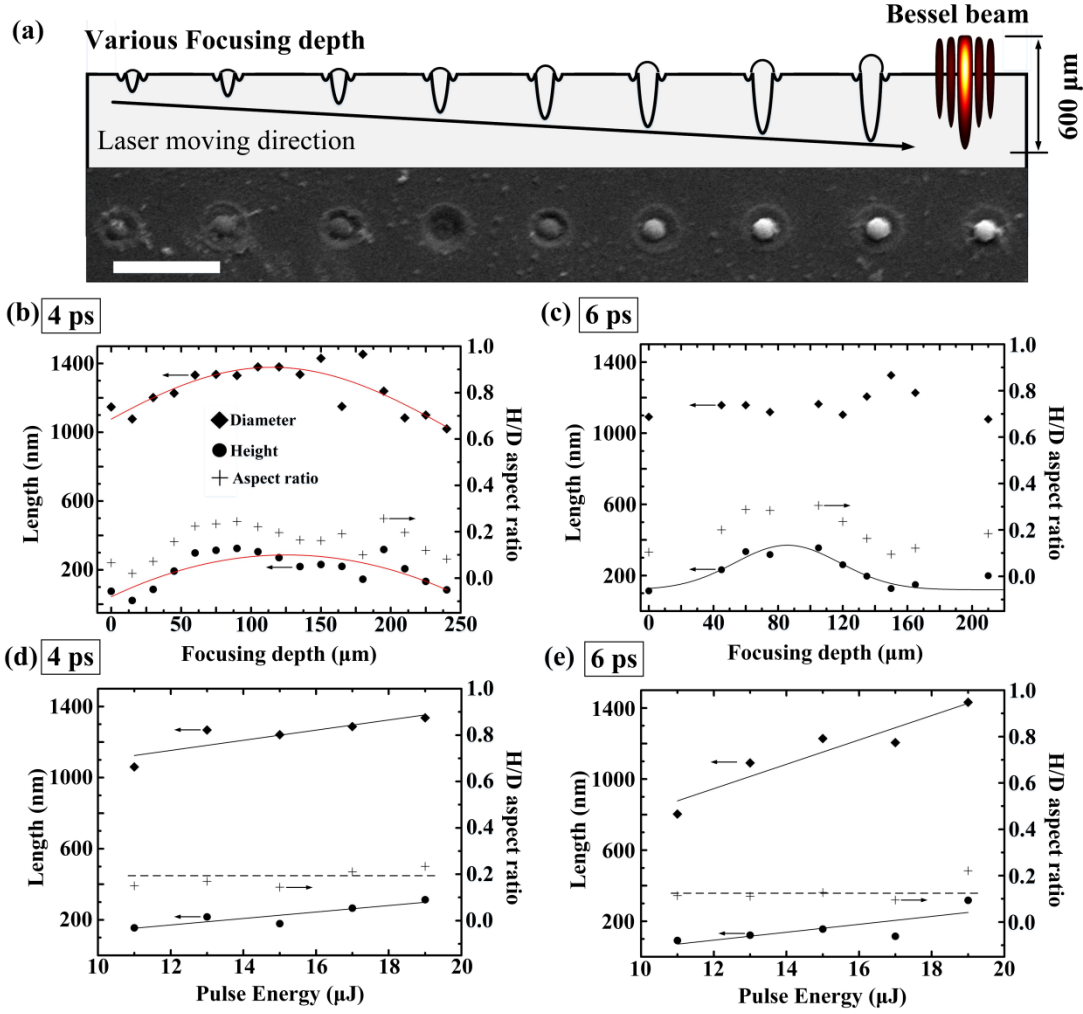 (a)
Bessel beam
Various Focusing depth
600 μm
Laser moving direction
(b) 4 ps
Length (nm)
1400
1000
600
200
1.0
0.8
0.6
0.4
0.2
0.0
H/D aspect ratio
Diameter
Height
Aspect ratio
0 50 100 150 200 250
Focusing depth (μm)
(c) 6 ps
Length (nm)
1400
1000
600
200
1.0
0.8
0.6
0.4
0.2
0.0
H/D aspect ratio
0 40 80 120 160 200
Focusing depth (μm)
(d) 4 ps
Length (nm)
1400
1000
600
200
1.0
0.8
0.6
0.4
0.2
0.0
H/D aspect ratio
10 12 14 16 18 20
Pulse Energy (μJ)
(e) 6 ps
Length (nm)
1400
1200
1000
800
600
400
200
0
1.0
0.8
0.6
0.4
0.2
0.0
H/D aspect ratio
10 12 14 16 18 20
Pulse Energy (μJ)